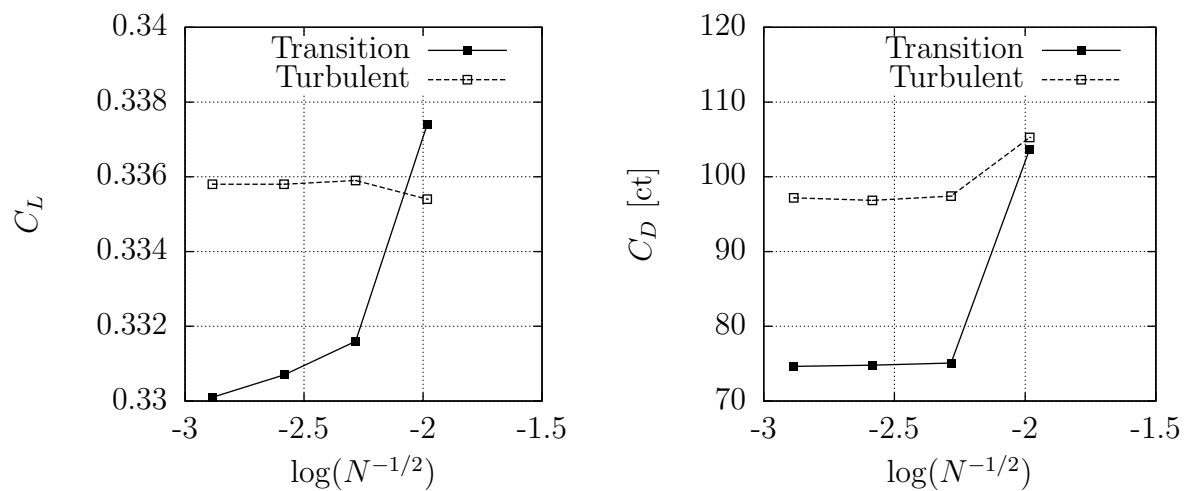 0.34
0.338
0.336
0.334
0.332
0.33
-3
-2.5
-2
-1.5
C_L
log(N^{-1/2})
Transition
Turbulent
120
110
100
90
80
70
-3
-2.5
-2
-1.5
C_D [ct]
log(N^{-1/2})
Transition
Turbulent